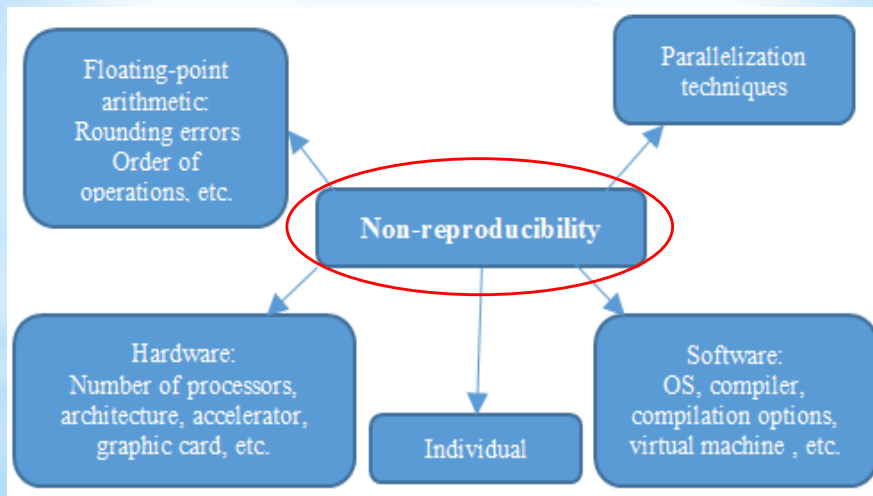 Floating-point
arithmetic:
Rounding errors
Order of
operations, etc.
Parallelization
techniques
Non-reproducibility
Hardware:
Number of processors,
architecture, accelerator,
graphic card, etc.
Individual
Software:
OS, compiler,
compilation options,
virtual machine , etc.